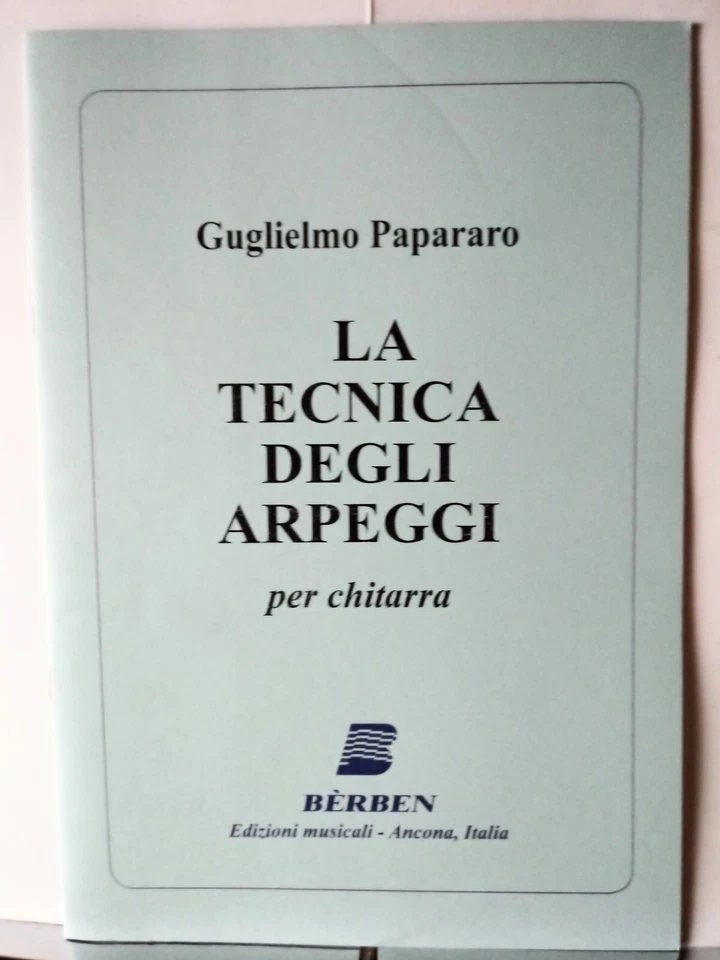 Guglielmo Papararo
LA
TECNICA
DEGLI
ARPEGGI
per chitarra
BÈRBEN
Edizioni musicali - Ancona, Italia